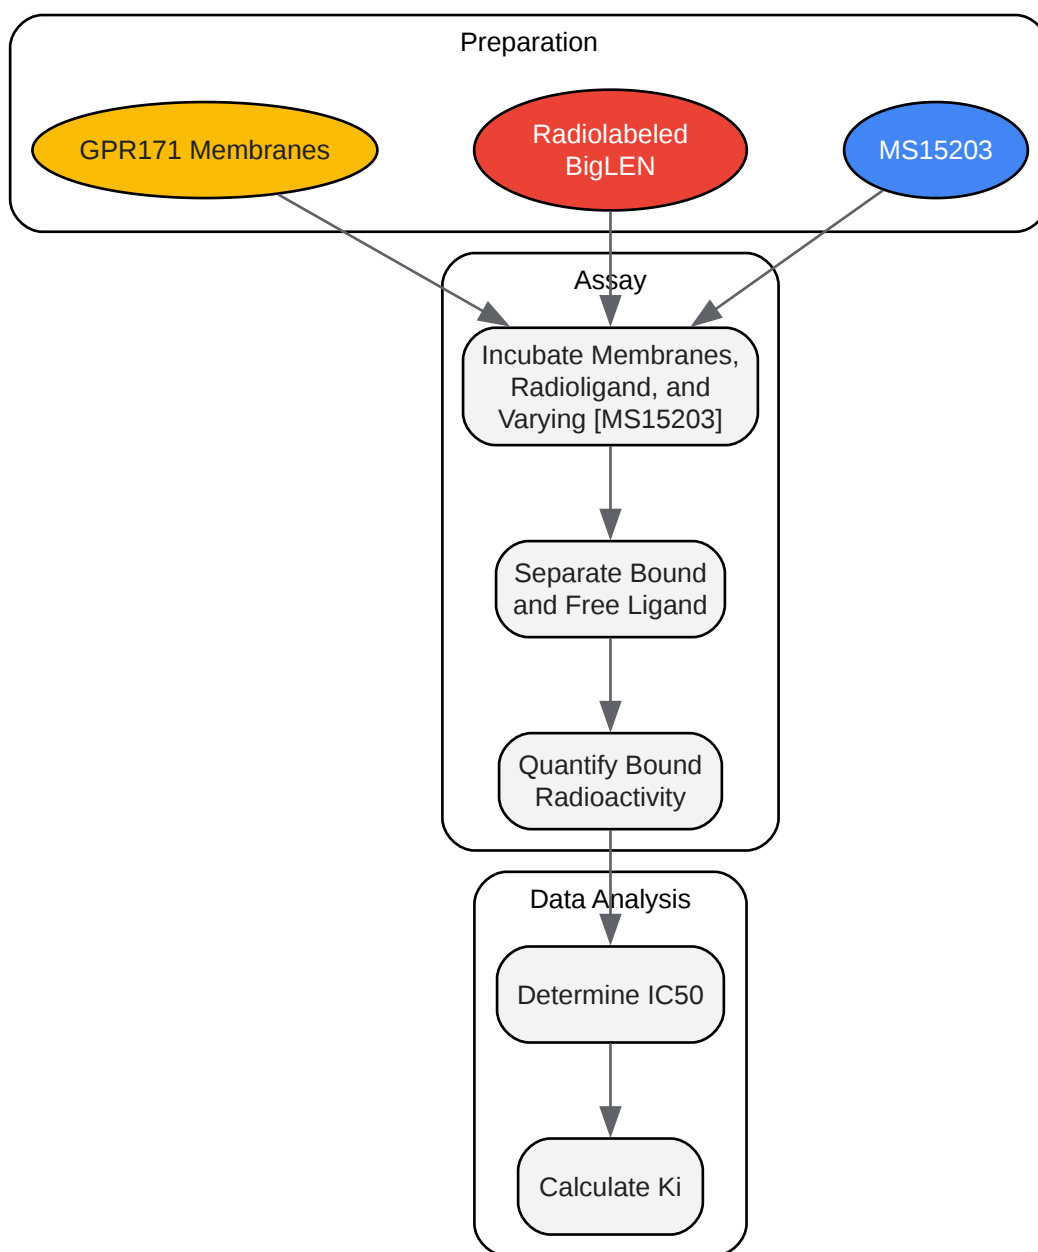 Preparation
GPR171 Membranes
Radiolabeled
BigLEN
MS15203
Assay
Incubate Membranes,
Radioligand, and
Varying [MS15203]
Separate Bound
and Free Ligand
Quantify Bound
Radioactivity
Data Analysis
Determine IC50
Calculate Ki